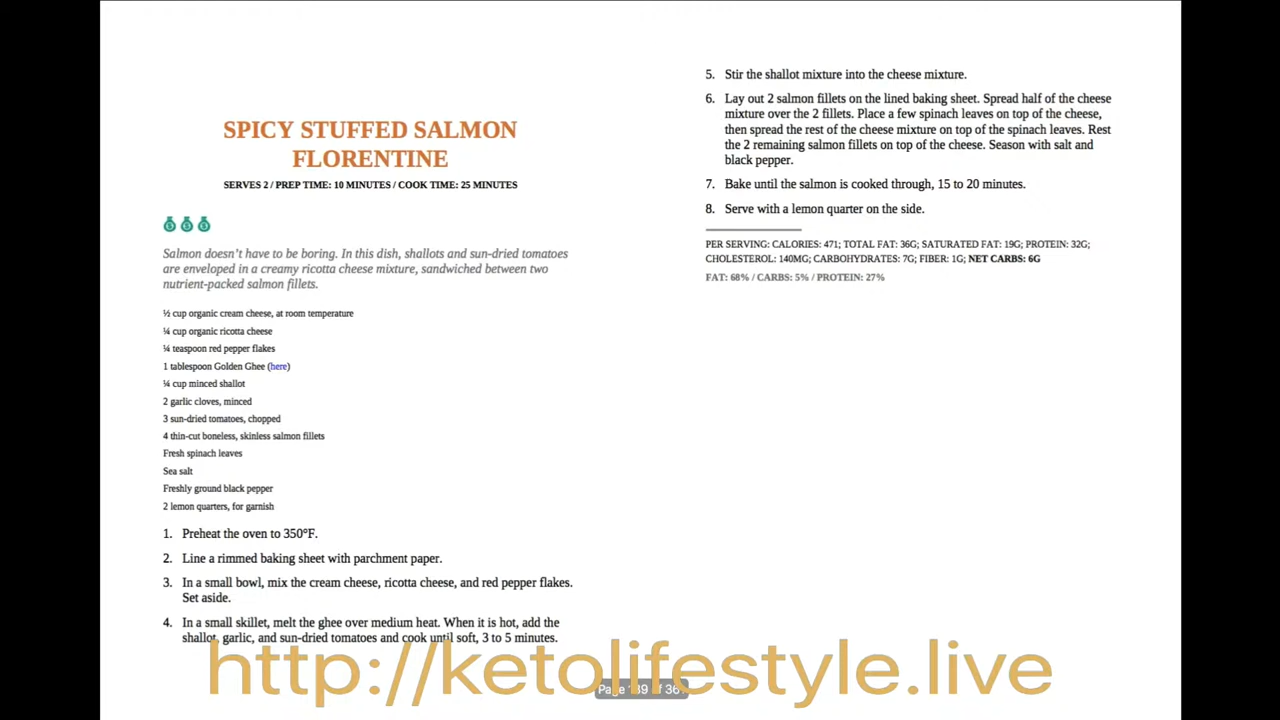 SPICY STUFFED SALMON
FLORENTINE
SERVES 2 / PREP TIME: 10 MINUTES / COOK TIME: 25 MINUTES
Salmon doesn't have to be boring. In this dish, shallots and sun-dried tomatoes
are enveloped in a creamy ricotta cheese mixture, sandwiched between two
nutrient-packed salmon fillets.
½ cup organic cream cheese, at room temperature
¼ cup organic ricotta cheese
¼ teaspoon red pepper flakes
1 tablespoon Golden Ghee (here)
¼ cup minced shallot
2 garlic cloves, minced
3 sun-dried tomatoes, chopped
4 thin-cut boneless, skinless salmon fillets
Fresh spinach leaves
Sea salt
Freshly ground black pepper
2 lemon quarters, for garnish
1. Preheat the oven to 350°F.
2. Line a rimmed baking sheet with parchment paper.
3. In a small bowl, mix the cream cheese, ricotta cheese, and red pepper flakes.
Set aside.
4. In a small skillet, melt the ghee over medium heat. When it is hot, add the
shallot, garlic, and sun-dried tomatoes and cook until soft, 3 to 5 minutes.
5. Stir the shallot mixture into the cheese mixture.
6. Lay out 2 salmon fillets on the lined baking sheet. Spread half of the cheese
mixture over the 2 fillets. Place a few spinach leaves on top of the cheese,
then spread the rest of the cheese mixture on top of the spinach leaves. Rest
the 2 remaining salmon fillets on top of the cheese. Season with salt and
black pepper.
7. Bake until the salmon is cooked through, 15 to 20 minutes.
8. Serve with a lemon quarter on the side.
PER SERVING: CALORIES: 471; TOTAL FAT: 36G; SATURATED FAT: 19G; PROTEIN: 32G;
CHOLESTEROL: 140MG; CARBOHYDRATES: 7G; FIBER: 1G; NET CARBS: 6G
FAT: 68% / CARBS: 5% / PROTEIN: 27%
http://ketolifestyle.live
Page